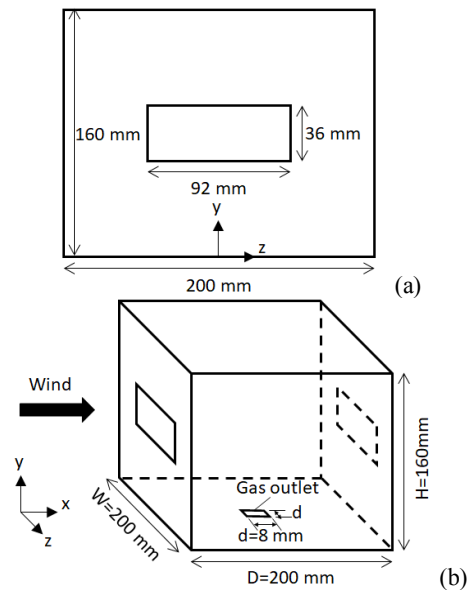 160 mm
36 mm
92 mm
y
z
200 mm
(a)
Wind
y
x
z
W=200 mm
Gas outlet
d
d=8 mm
H=160mm
D=200 mm
(b)